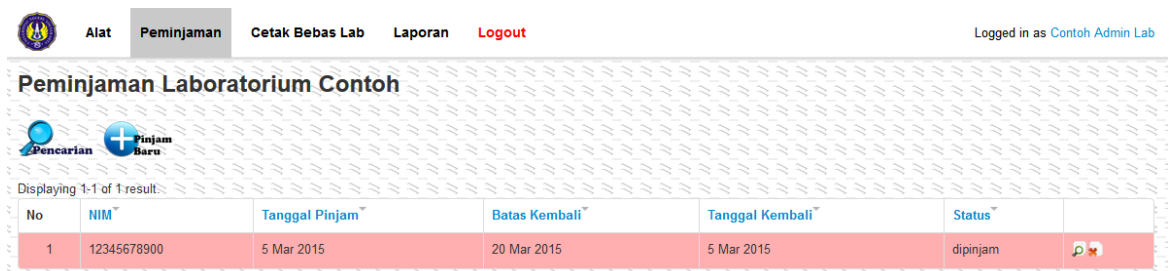 Alat Peminjaman Cetak Bebas Lab Laporan Logout Logged in as Contoh Admin Lab
Peminjaman Laboratorium Contoh
Pencarian Pinjam Baru
Displaying 1-1 of 1 result.
No NIM Tanggal Pinjam Batas Kembali Tanggal Kembali Status
1 12345678900 5 Mar 2015 20 Mar 2015 5 Mar 2015 dipinjam